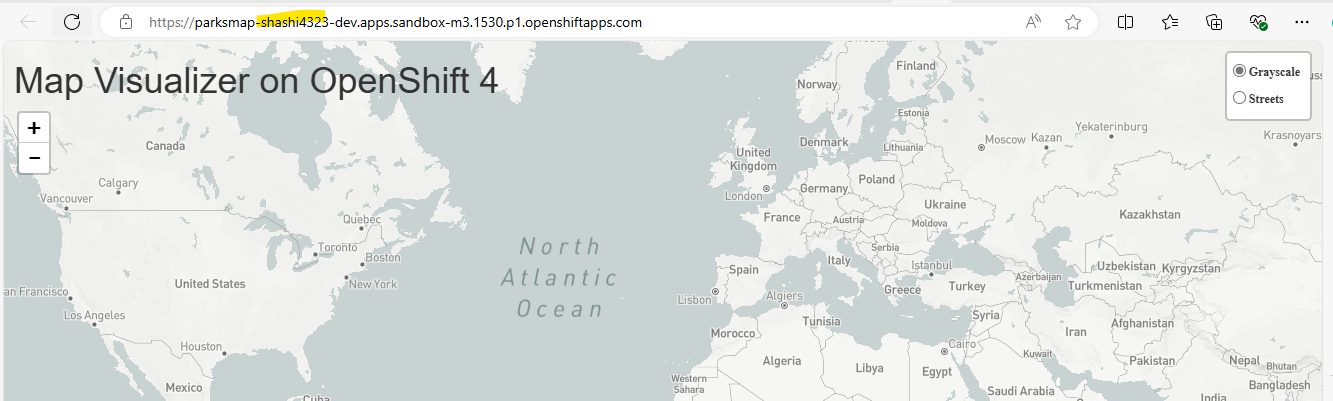 https://parksmap-shashi4323-dev.apps.sandbox-m3.1530.p1.openshiftapps.com
Map Visualizer on OpenShift 4
Grayscale
Streets
+
−
Finland
Norway
Estonia
Moscow
Kazan
Yekaterinburg
Krasnoyars
Canada
United
Kingdom
Denmark
Lithuania
Calgary
London
Germany
Poland
Vancouver
Ukraine
Quebec
France
Austria
Moldova
Kazakhstan
Toronto
Boston
North
Atlantic
Ocean
Serbia
Italy
Istanbul
Uzbekistan
Kyrgyzstan
United States
New York
Spain
Azerbaijan
Turkmenistan
an Francisco
Lisbon
Algiers
Greece
Turkey
Los Angeles
Tunisia
Syria
Afghanistan
Morocco
Iran
Houston
Cairo
Kuwait
Pakistan
Nepal
Bhutan
Algeria
Libya
Egypt
Bangladesh
Mexico
Western
Sahara
Saudi Arabia
India
Cuba